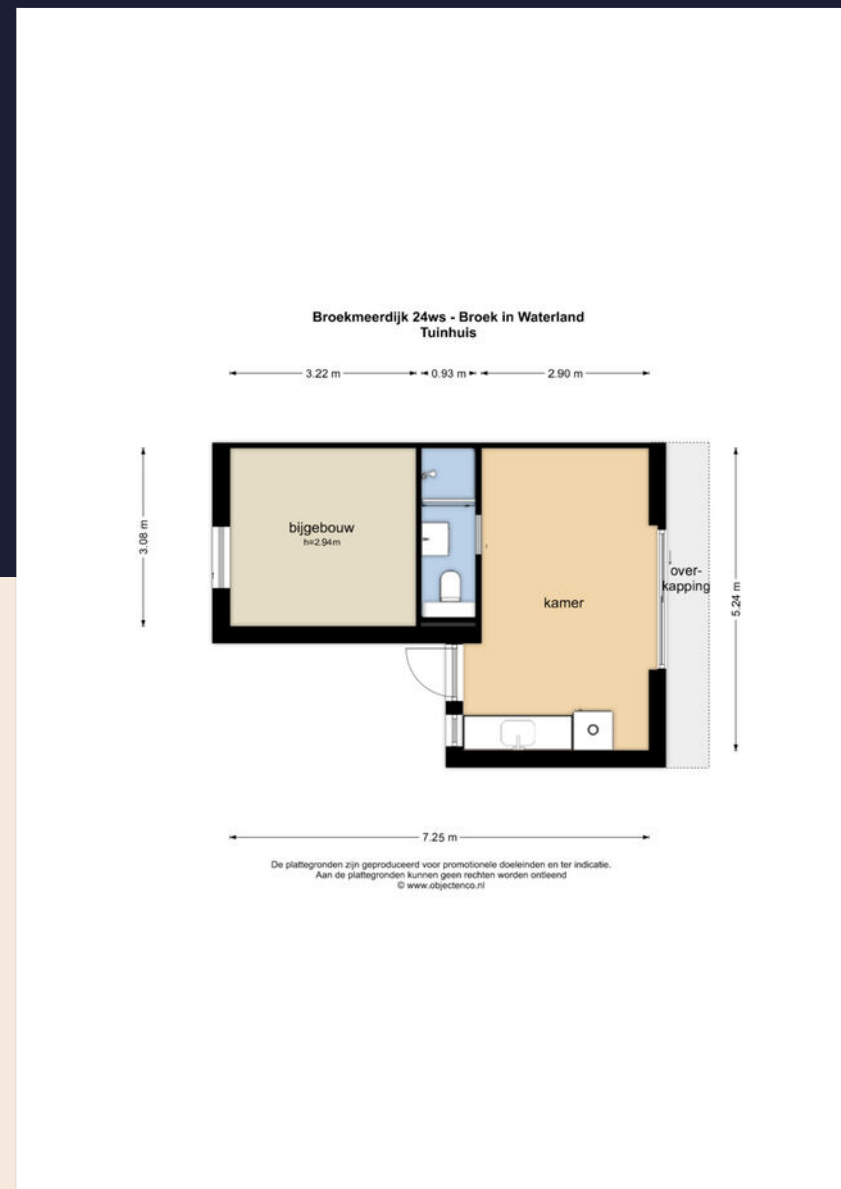 Broekmeerdijk 24ws - Broek in Waterland
Tuinhuis
3.22 m
0.93 m
2.90 m
3.08 m
bijgebouw
h=2.94m
kamer
over-
kapping
5.24 m
7.25 m
De plattegronden zijn geproduceerd voor promotionele doeleinden en ter indicatie.
Aan de plattegronden kunnen geen rechten worden ontleend
© www.objectenco.nl